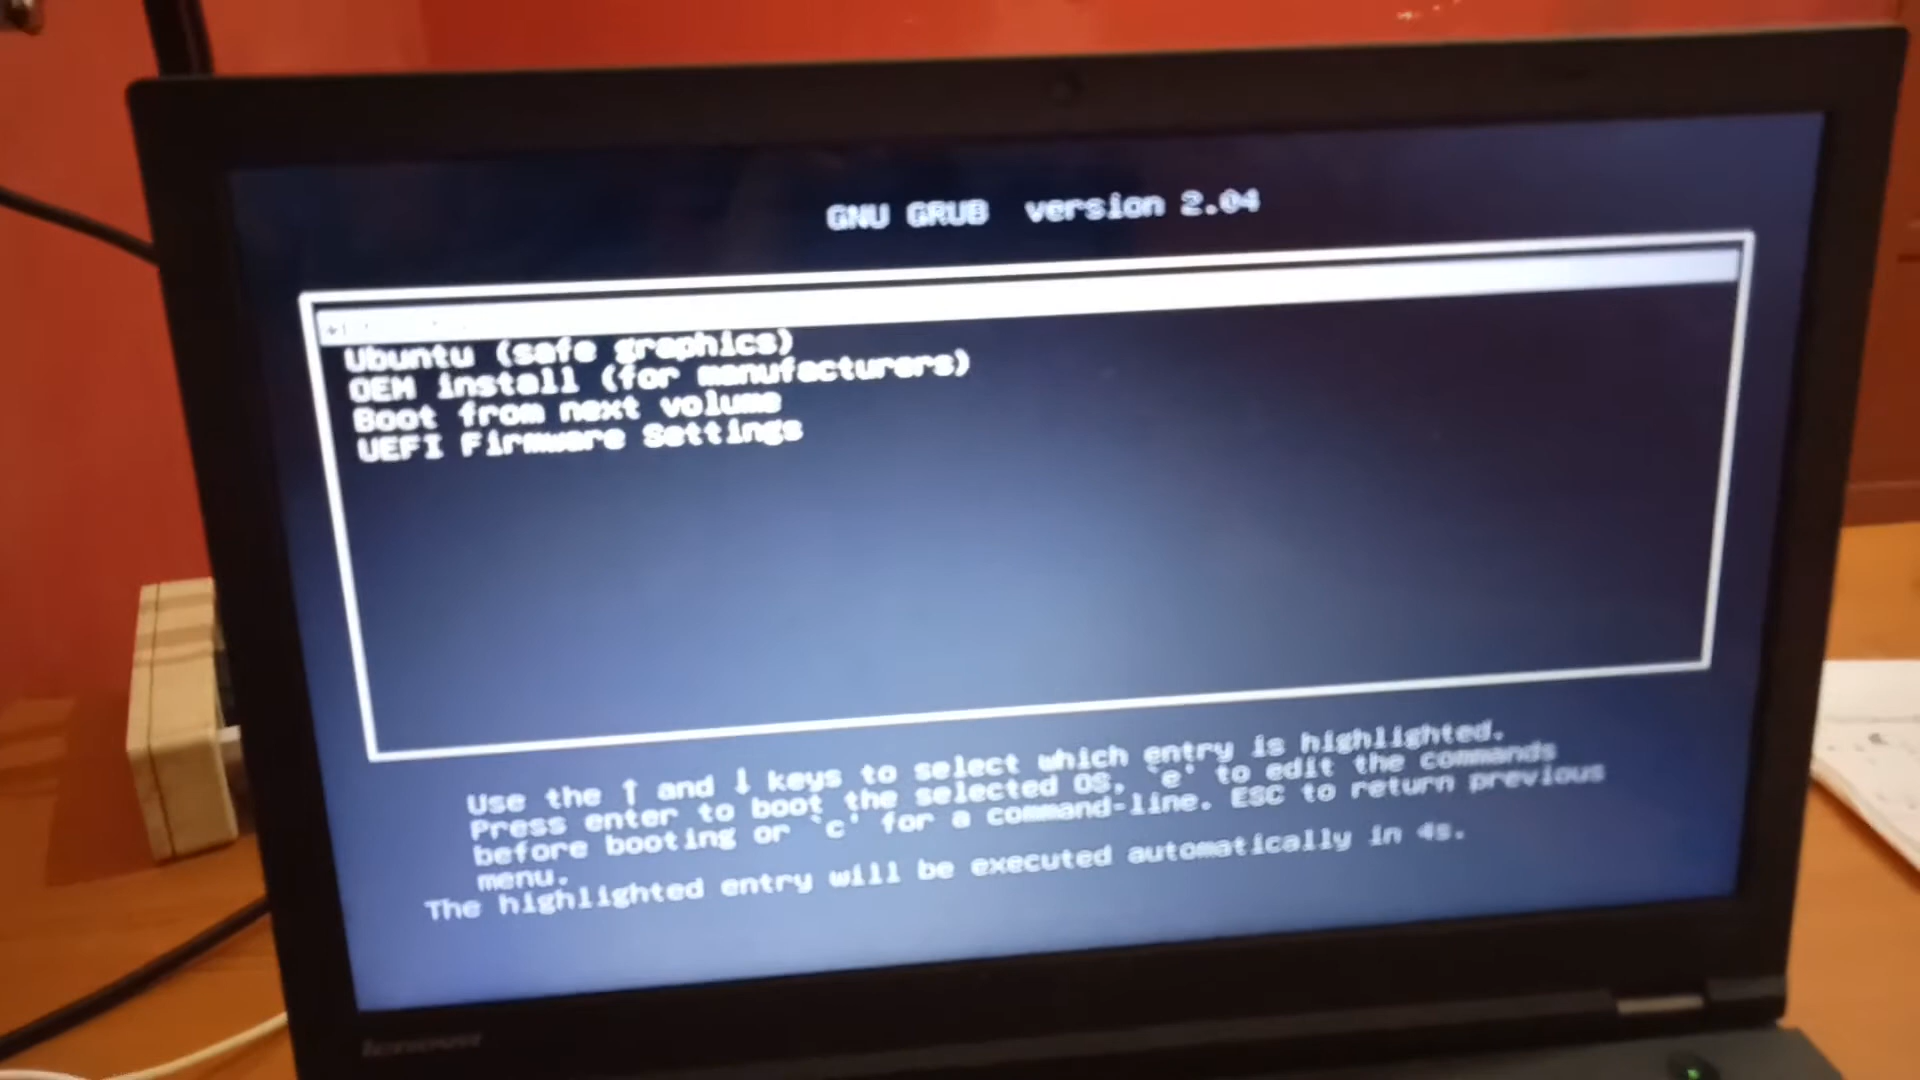 GNU GRUB version 2.04
Ubuntu (safe graphics)
OEM install (for manufacturers)
Boot from next volume
UEFI Firmware Settings
Use the ↑ and ↓ keys to select which entry is highlighted.
Press enter to boot the selected OS, `e' to edit the commands
before booting or `c' for a command-line. ESC to return previous
menu.
The highlighted entry will be executed automatically in 4s.
lenovo